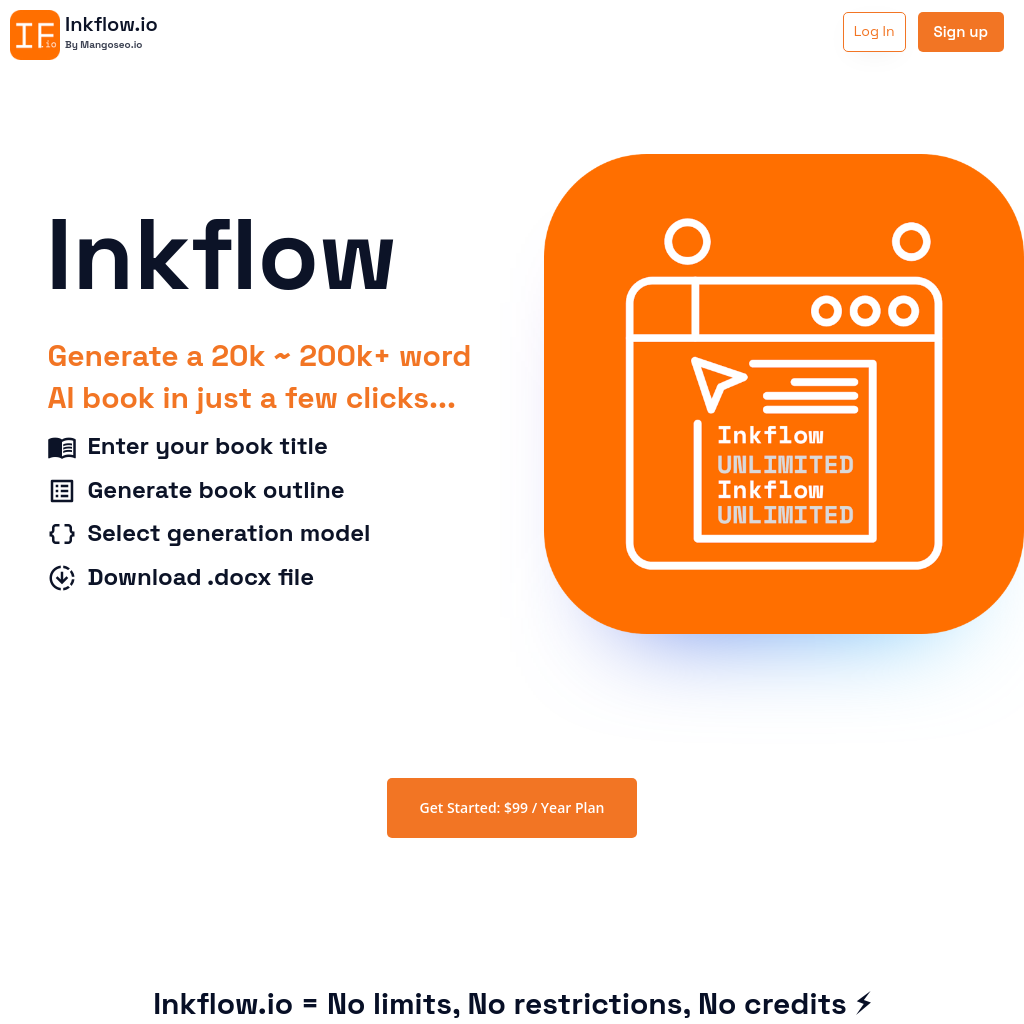 IF
.io
Inkflow.io
By Mangoseo.io
Log In
Sign up
Inkflow
Generate a 20k ~ 200k+ word
AI book in just a few clicks...
Enter your book title
Generate book outline
Select generation model
Download .docx file
Inkflow
UNLIMITED
Inkflow
UNLIMITED
Get Started: $99 / Year Plan
Inkflow.io = No limits, No restrictions, No credits ⚡